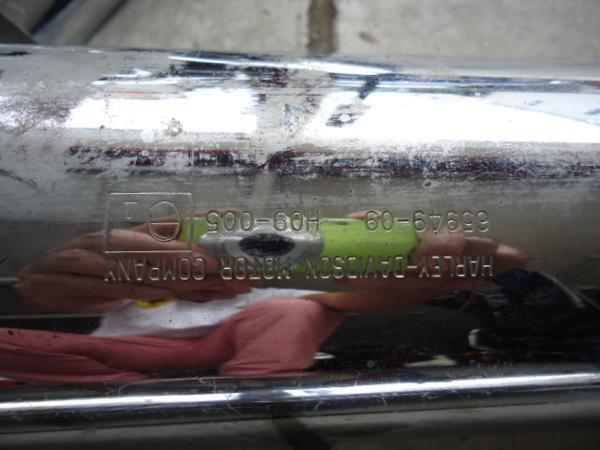 HARLEY-DAVIDSON MOTOR COMPANY
65949-09 H09-005